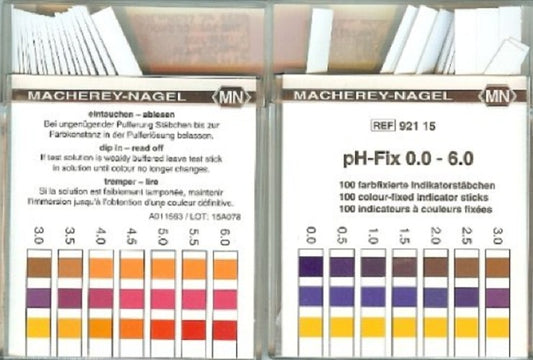 MACHEREY-NAGEL MN
eintauchen – ablesen
Bei ungenügender Pufferung Stäbchen bis zur
Farbkonstanz in der Pufferlösung belassen.
dip in – read off
If test solution is weakly buffered leave test stick
in solution until colour no longer changes.
tremper – lire
Si la solution est faiblement tamponée, maintenir
l'immersion jusqu'à l'obtention d'une couleur définitive.
A011563 / LOT: 15A078
3.0 3.5 4.0 4.5 5.0 5.5 6.0
MACHEREY-NAGEL MN
REF 921 15
pH-Fix 0.0 - 6.0
100 farbfixierte Indikatorstäbchen
100 colour-fixed indicator sticks
100 indicateurs à couleurs fixées
0.0 0.5 1.0 1.5 2.0 2.5 3.0